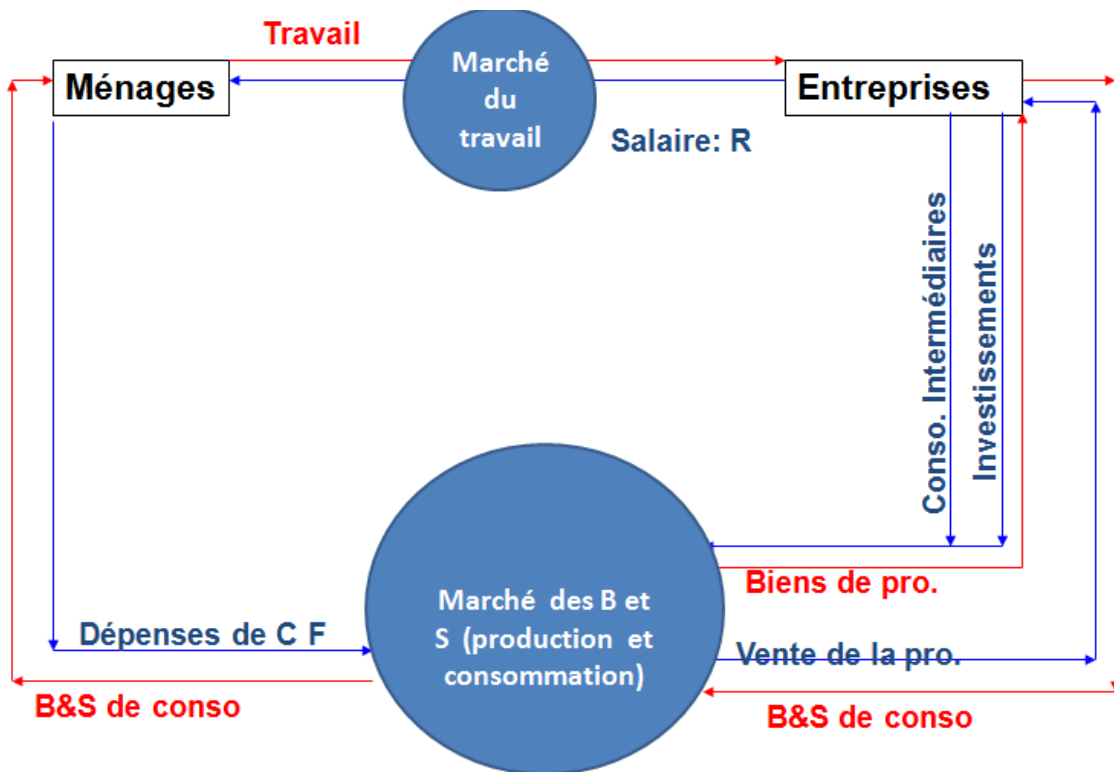 Travail
Ménages
Marché
du
travail
Entreprises
Salaire: R
Conso. Intermédiaires
Investissements
Biens de pro.
Marché des B et
S (production et
consommation)
Dépenses de C F
Vente de la pro.
B&S de conso
B&S de conso